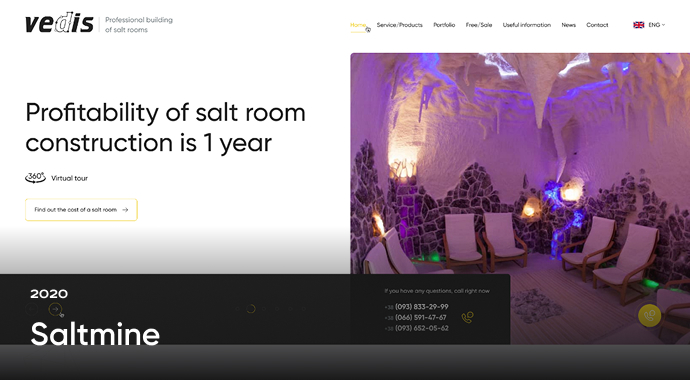 vedis
Professional building
of salt rooms
Home
Service/Products
Portfolio
Free/Sale
Useful information
News
Contact
ENG
Profitability of salt room
construction is 1 year
360°
Virtual tour
Find out the cost of a salt room
2020
Saltmine
If you have any questions, call right now
+38 (093) 833-29-99
+38 (066) 591-47-67
+38 (093) 652-05-62